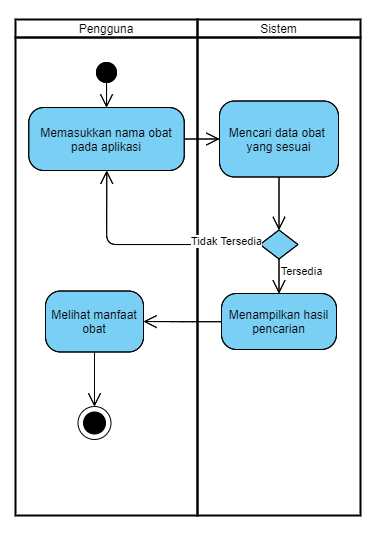 Pengguna
Sistem
Memasukkan nama obat
pada aplikasi
Mencari data obat
yang sesuai
Tidak Tersedia
Tersedia
Melihat manfaat
obat
Menampilkan hasil
pencarian